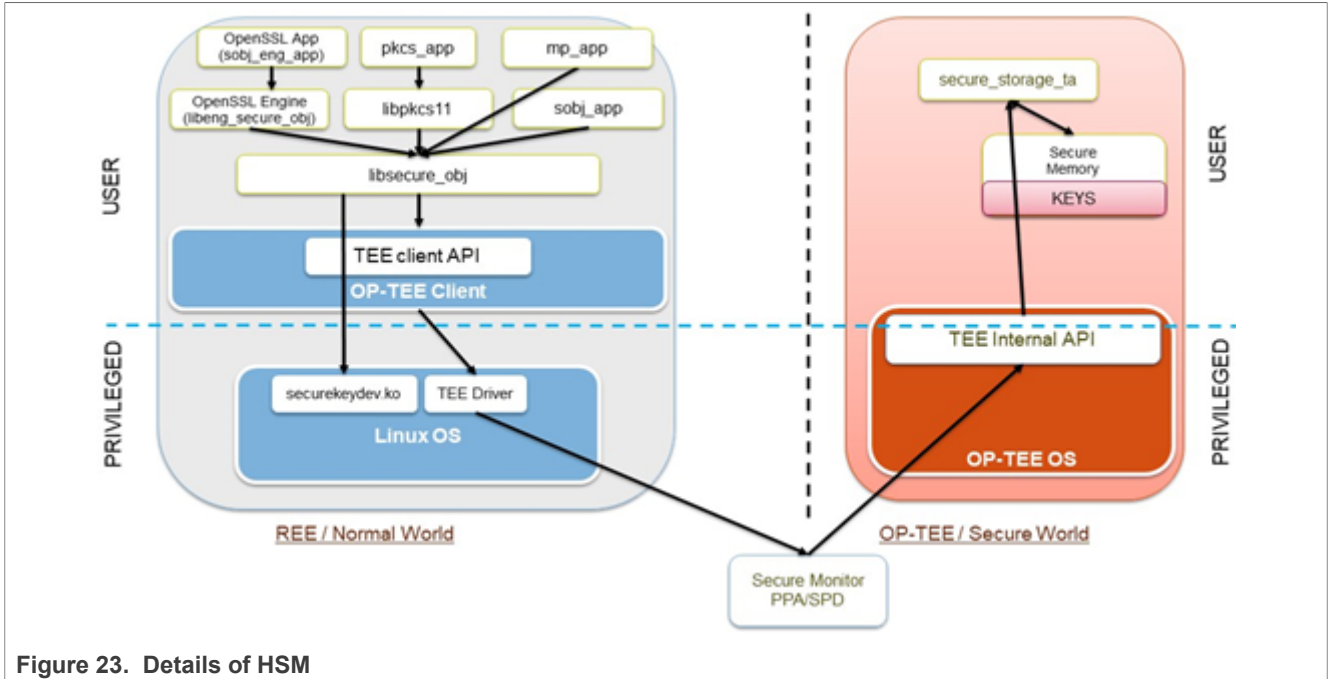 OpenSSL App
(sobj_eng_app)
pkcs_app
mp_app
OpenSSL Engine
(libeng_secure_obj)
libpkcs11
sobj_app
libsecure_obj
USER
TEE client API
OP-TEE Client
PRIVILEGED
securekeydev.ko
TEE Driver
Linux OS
REE / Normal World
secure_storage_ta
Secure
Memory
KEYS
USER
TEE Internal API
PRIVILEGED
OP-TEE OS
OP-TEE / Secure World
Secure Monitor
PPA/SPD
Figure 23. Details of HSM